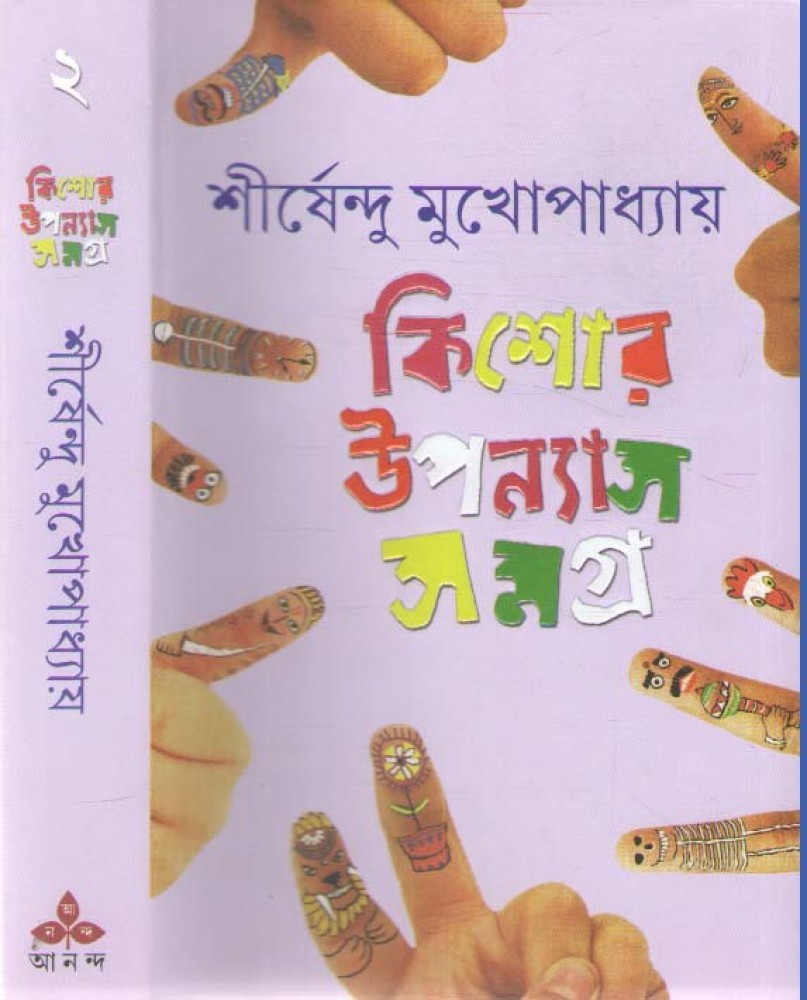 ২
কিশোর
উপন্যাস
সমগ্র
শীর্ষেন্দু মুখোপাধ্যায়
আ
ন ন্দ
আনন্দ
শীর্ষেন্দু মুখোপাধ্যায়
কিশোর
উপন্যাস
সমগ্র